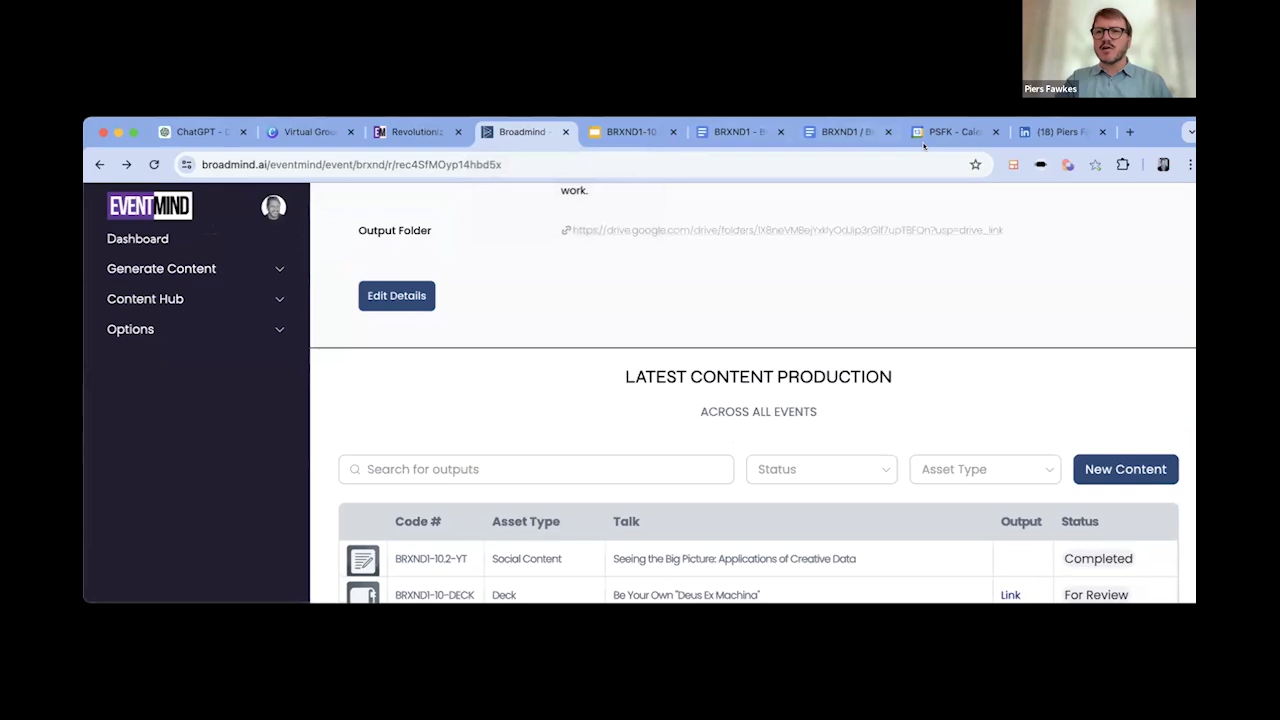 Piers Fawkes
ChatGPT - D
Virtual Grou
Revolutioniz
Broadmind -
BRXND1-10
BRXND1 - B
BRXND1 / B
PSFK - Cale
(18) Piers F
broadmind.ai/eventmind/event/brxnd/r/rec4SfMOyp14hbd5x
EVENTMIND
Dashboard
Generate Content
Content Hub
Options
work.
Output Folder
Edit Details
LATEST CONTENT PRODUCTION
ACROSS ALL EVENTS
Search for outputs
Status
Asset Type
New Content
Code # Asset Type Talk Output Status
BRXND1-10.2-YT Social Content Seeing the Big Picture: Applications of Creative Data Completed
BRXND1-10-DECK Deck Be Your Own "Deus Ex Machina" Link For Review